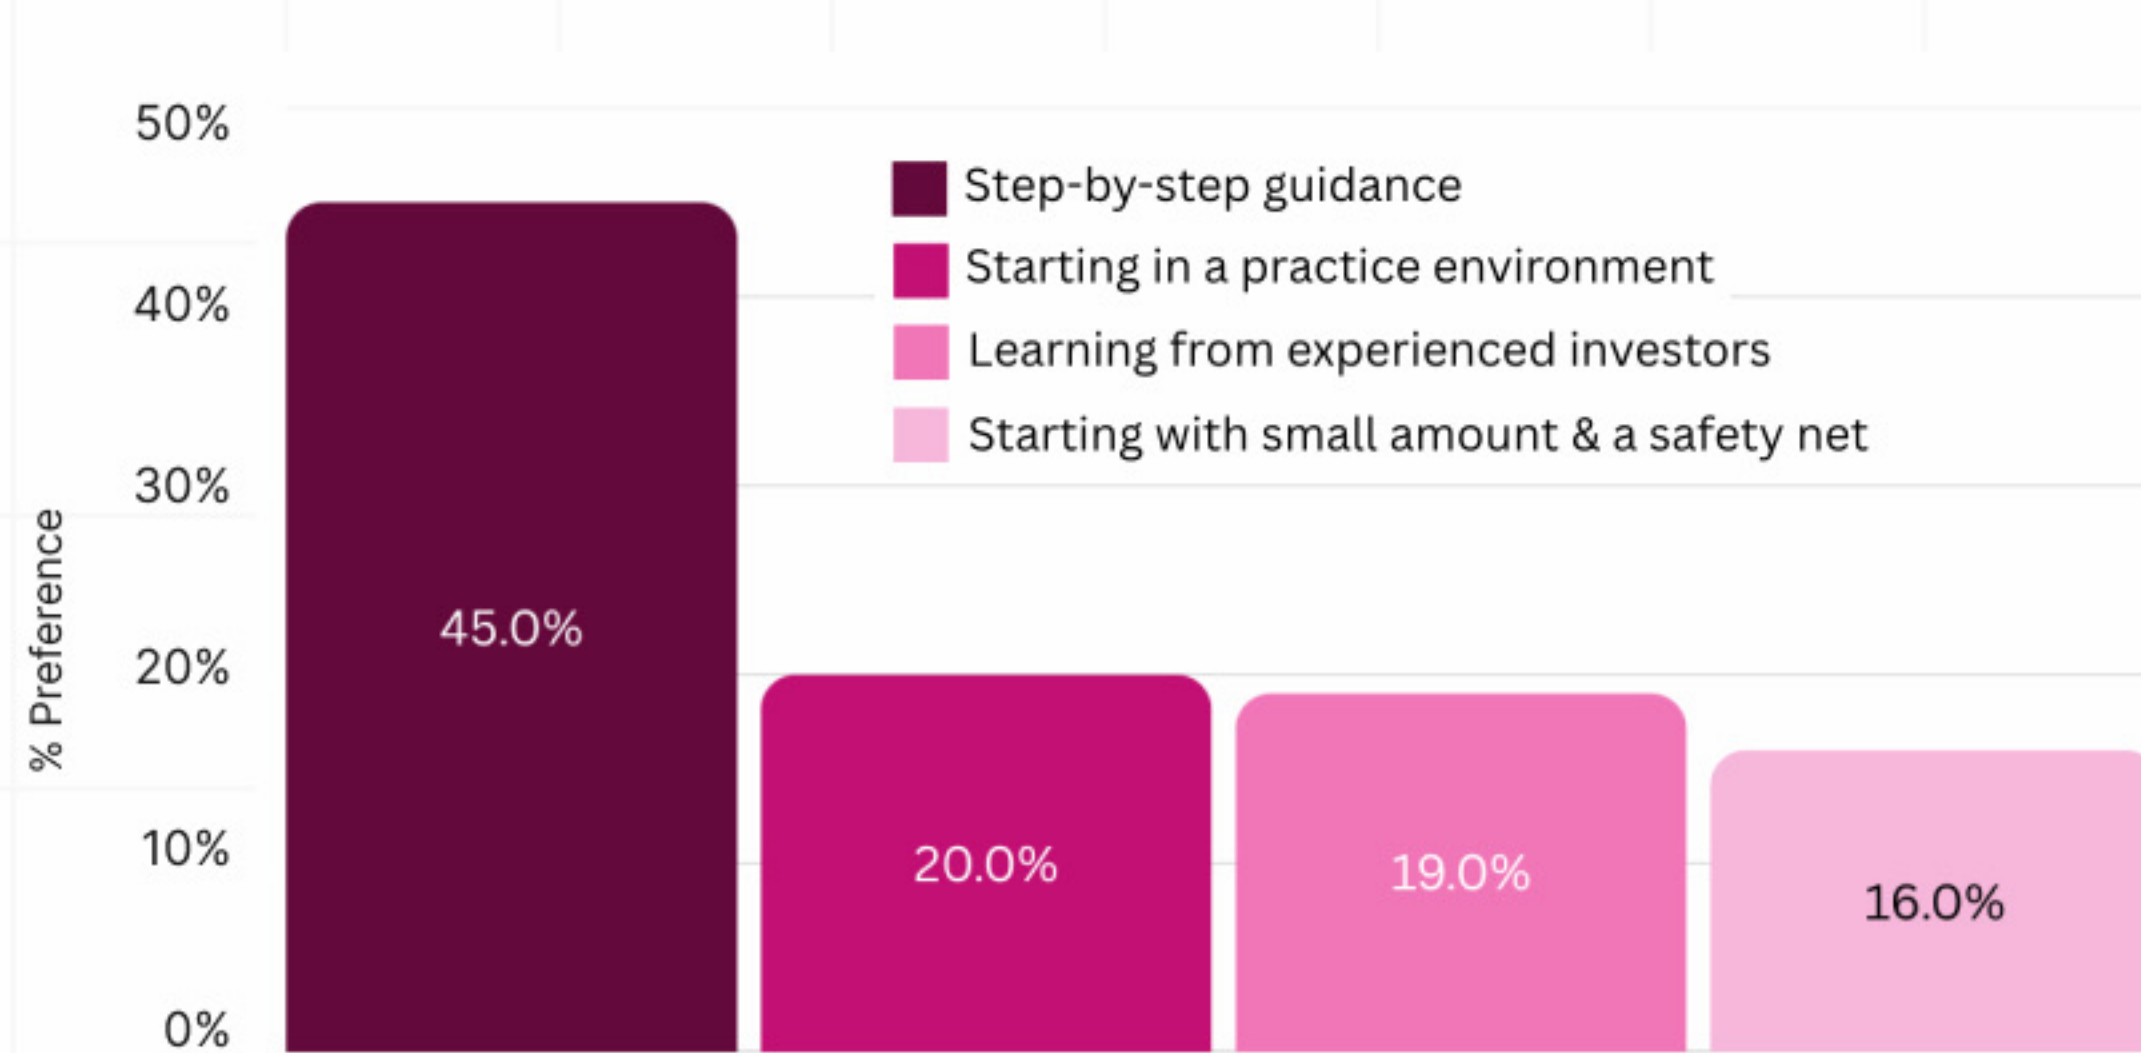 50%
40%
30%
20%
10%
0%
% Preference
Step-by-step guidance
Starting in a practice environment
Learning from experienced investors
Starting with small amount & a safety net
45.0%
20.0%
19.0%
16.0%